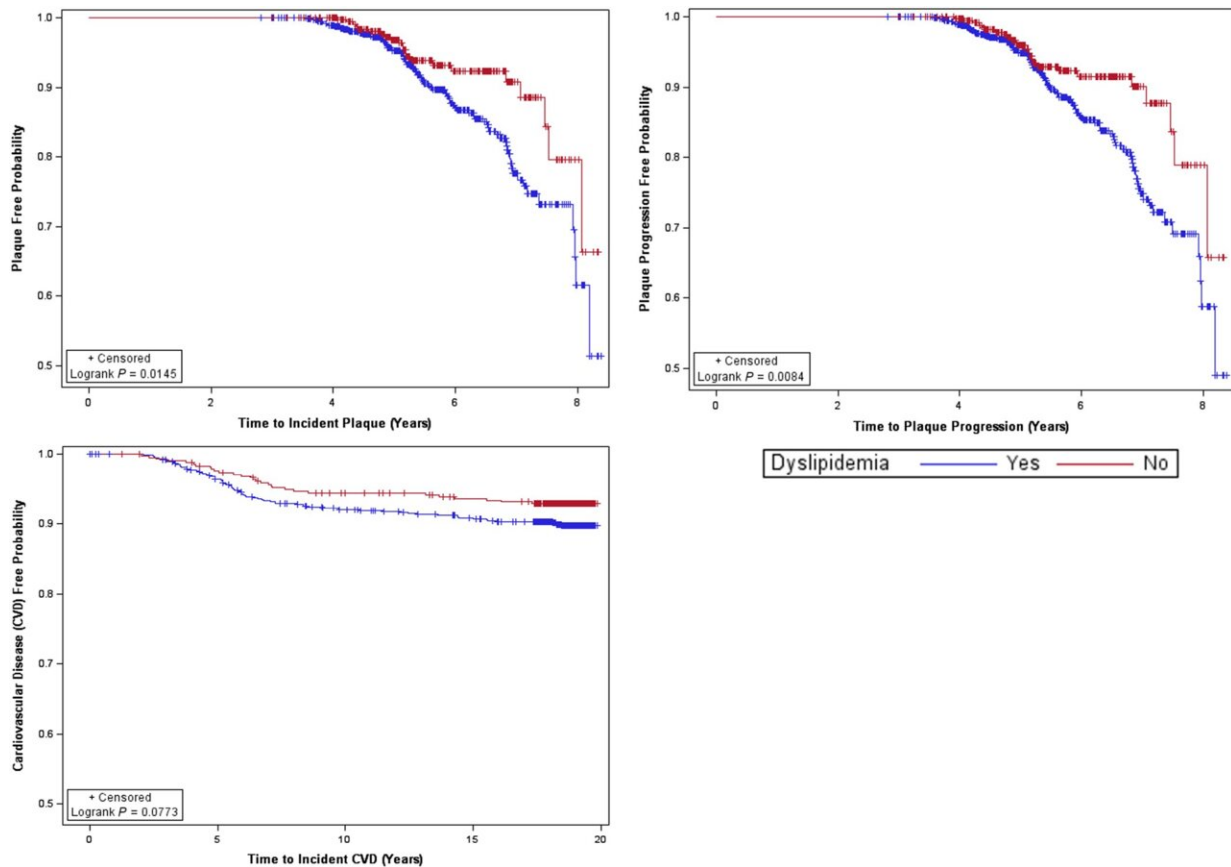 Plaque Free Probability
1.0
0.9
0.8
0.7
0.6
0.5
+ Censored
Logrank P = 0.0145
0 2 4 6 8
Time to Incident Plaque (Years)
Plaque Progression Free Probability
1.0
0.9
0.8
0.7
0.6
0.5
+ Censored
Logrank P = 0.0084
0 2 4 6 8
Time to Plaque Progression (Years)
Dyslipidemia Yes No
Cardiovascular Disease (CVD) Free Probability
1.0
0.9
0.8
0.7
0.6
0.5
+ Censored
Logrank P = 0.0773
0 5 10 15 20
Time to Incident CVD (Years)